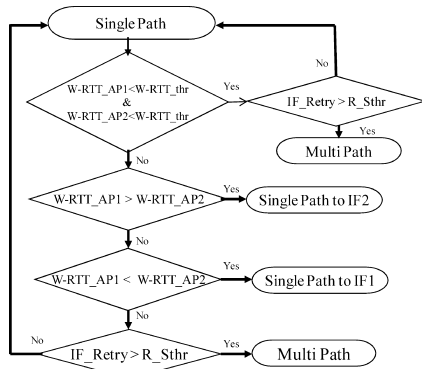 Single Path
W-RTT_AP1<W-RTT_thr
&
W-RTT_AP2<W-RTT_thr
Yes
No
IF_Retry > R_Sthr
Yes
Multi Path
No
W-RTT_AP1 > W-RTT_AP2
Yes
Single Path to IF2
No
W-RTT_AP1 < W-RTT_AP2
Yes
Single Path to IF1
No
No
IF_Retry > R_Sthr
Yes
Multi Path